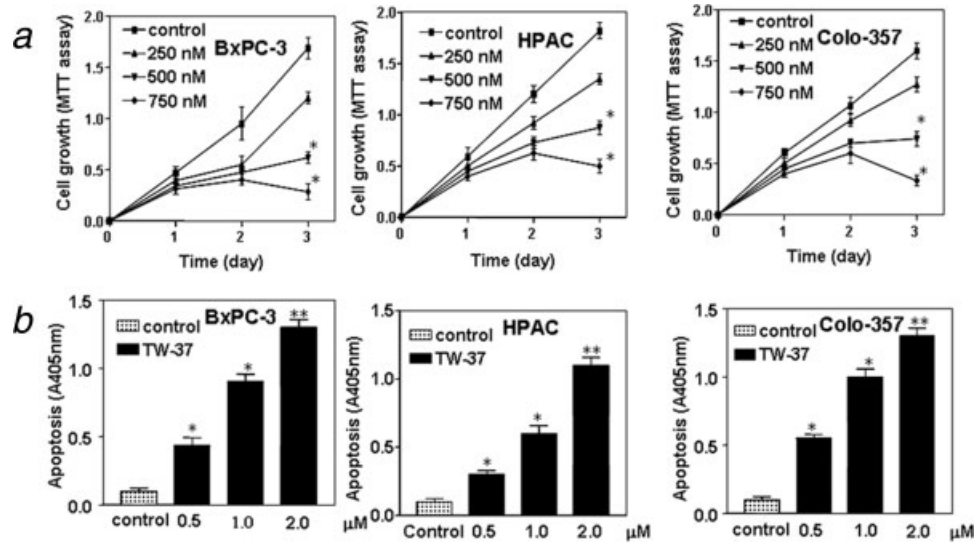 a
BxPC-3
control
250 nM
500 nM
750 nM
Cell growth (MTT assay)
2.0
1.5
1.0
0.5
0.0
*
*
0 1 2 3
Time (day)
HPAC
control
250 nM
500 nM
750 nM
Cell growth (MTT assay)
2.0
1.5
1.0
0.5
0.0
*
*
0 1 2 3
Time (day)
Colo-357
control
250 nM
500 nM
750 nM
Cell growth (MTT assay)
2.0
1.5
1.0
0.5
0.0
*
*
0 1 2 3
Time (day)
b
BxPC-3
control
TW-37
Apoptosis (A405nm)
1.5
1.0
0.5
0.0
* * **
control 0.5 1.0 2.0 μM
HPAC
control
TW-37
Apoptosis (A405nm)
1.5
1.0
0.5
0.0
* * **
Control 0.5 1.0 2.0 μM
Colo-357
control
TW-37
Apoptosis (A405nm)
1.5
1.0
0.5
0.0
* * **
control 0.5 1.0 2.0 μM